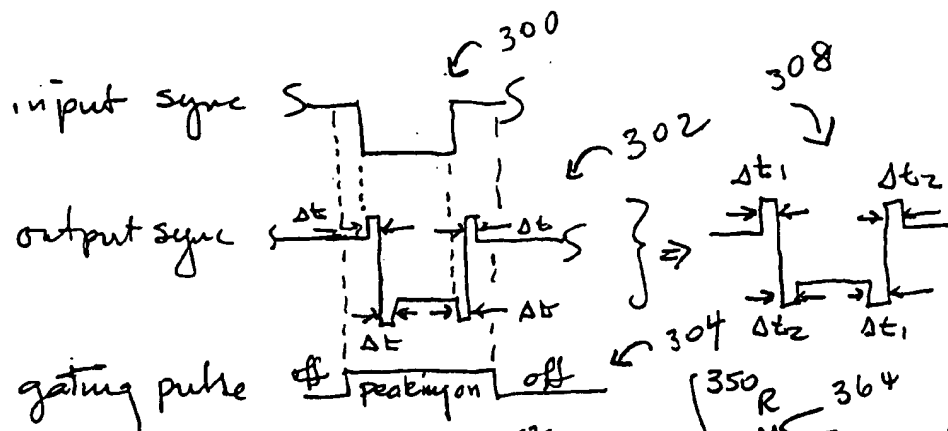 300
input sync
308
302
Δt1 Δt2
Δt Δt
output sync
⇒
Δt Δt
Δt2 Δt1
304
gating pulse off peaking on off
350 R 364